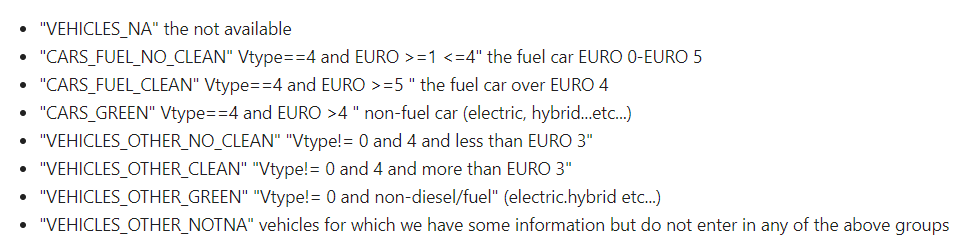 • "VEHICLES_NA" the not available
• "CARS_FUEL_NO_CLEAN" Vtype==4 and EURO >=1 <=4" the fuel car EURO 0-EURO 5
• "CARS_FUEL_CLEAN" Vtype==4 and EURO >=5 " the fuel car over EURO 4
• "CARS_GREEN" Vtype==4 and EURO >4 " non-fuel car (electric, hybrid...etc...)
• "VEHICLES_OTHER_NO_CLEAN" "Vtype!= 0 and 4 and less than EURO 3"
• "VEHICLES_OTHER_CLEAN" "Vtype!= 0 and 4 and more than EURO 3"
• "VEHICLES_OTHER_GREEN" "Vtype!= 0 and non-diesel/fuel" (electric.hybrid etc...)
• "VEHICLES_OTHER_NOTNA" vehicles for which we have some information but do not enter in any of the above groups